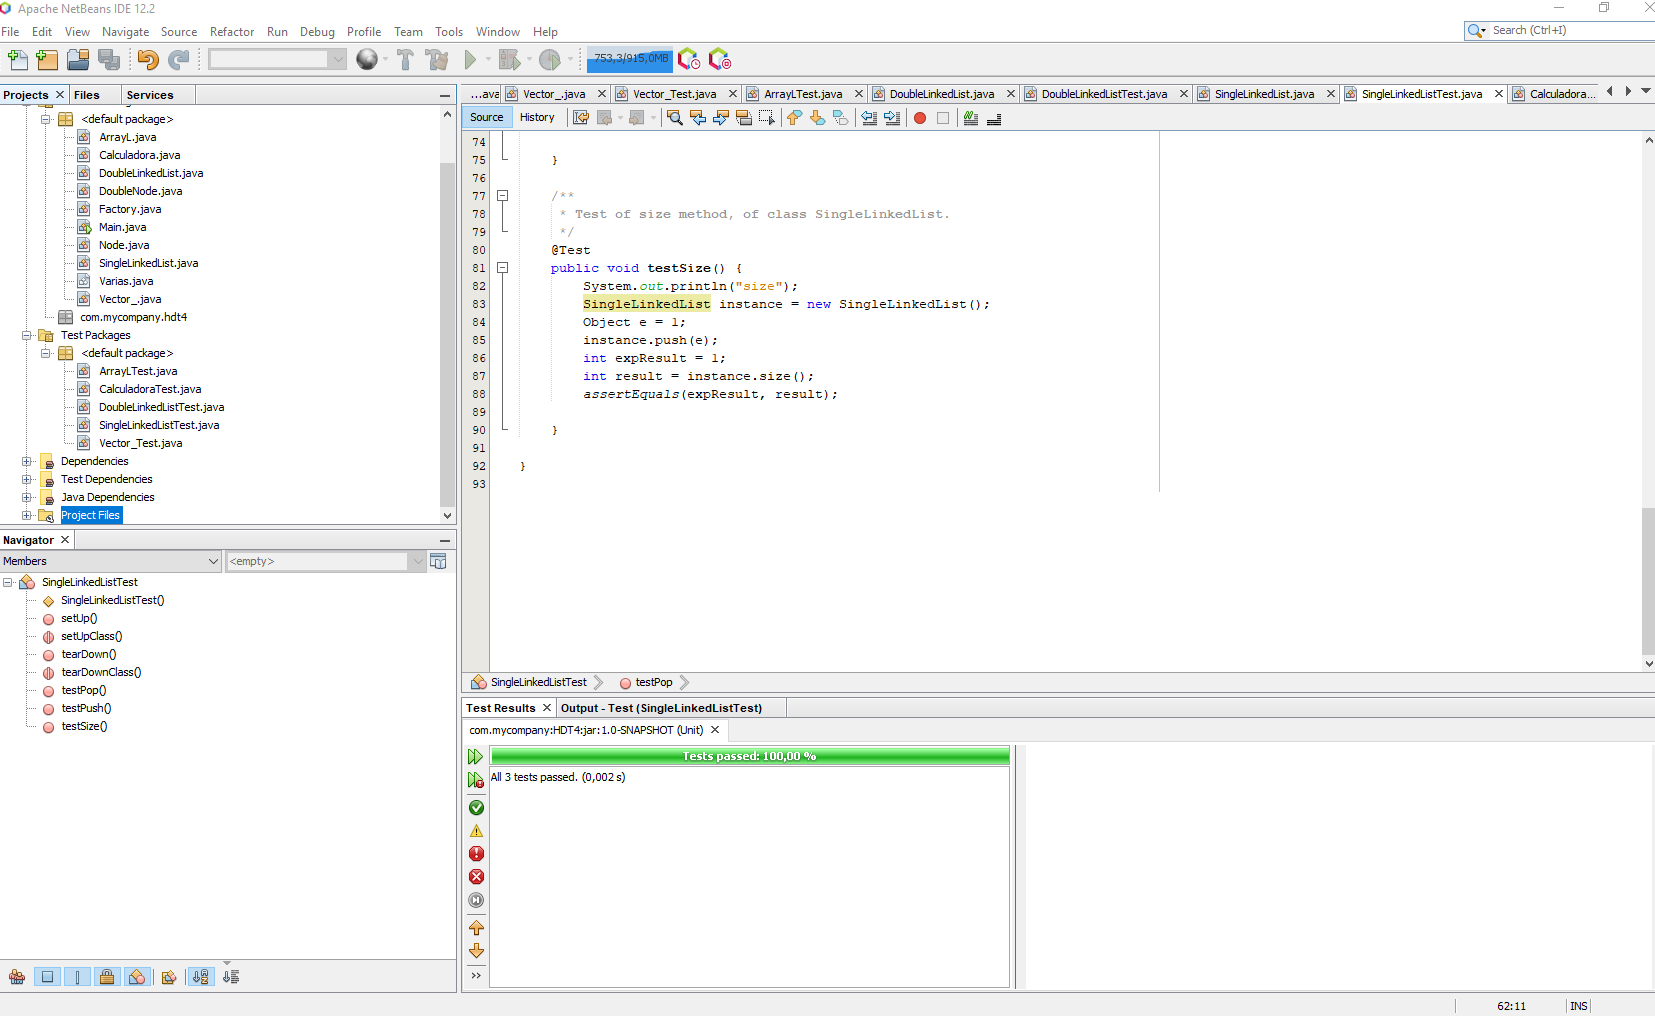 Apache NetBeans IDE 12.2
File Edit View Navigate Source Refactor Run Debug Profile Team Tools Window Help
Search (Ctrl+I)
753,3/915,0MB
Projects Files Services
<default package>
ArrayL.java
Calculadora.java
DoubleLinkedList.java
DoubleNode.java
Factory.java
Main.java
Node.java
SingleLinkedList.java
Varias.java
Vector_.java
com.mycompany.hdt4
Test Packages
<default package>
ArrayLTest.java
CalculadoraTest.java
DoubleLinkedListTest.java
SingleLinkedListTest.java
Vector_Test.java
Dependencies
Test Dependencies
Java Dependencies
Project Files
Navigator
Members <empty>
SingleLinkedListTest
SingleLinkedListTest()
setUp()
setUpClass()
tearDown()
tearDownClass()
testPop()
testPush()
testSize()
...ava Vector_.java Vector_Test.java ArrayLTest.java DoubleLinkedList.java DoubleLinkedListTest.java SingleLinkedList.java SingleLinkedListTest.java Calculadora...
Source History
74
75 }
76
77 /**
78 * Test of size method, of class SingleLinkedList.
79 */
80 @Test
81 public void testSize() {
82 System.out.println("size");
83 SingleLinkedList instance = new SingleLinkedList();
84 Object e = 1;
85 instance.push(e);
86 int expResult = 1;
87 int result = instance.size();
88 assertEquals(expResult, result);
89
90 }
91
92 }
93
SingleLinkedListTest testPop
Test Results Output - Test (SingleLinkedListTest)
com.mycompany:HDT4:jar:1.0-SNAPSHOT (Unit)
Tests passed: 100,00 %
All 3 tests passed. (0,002 s)
62:11 INS